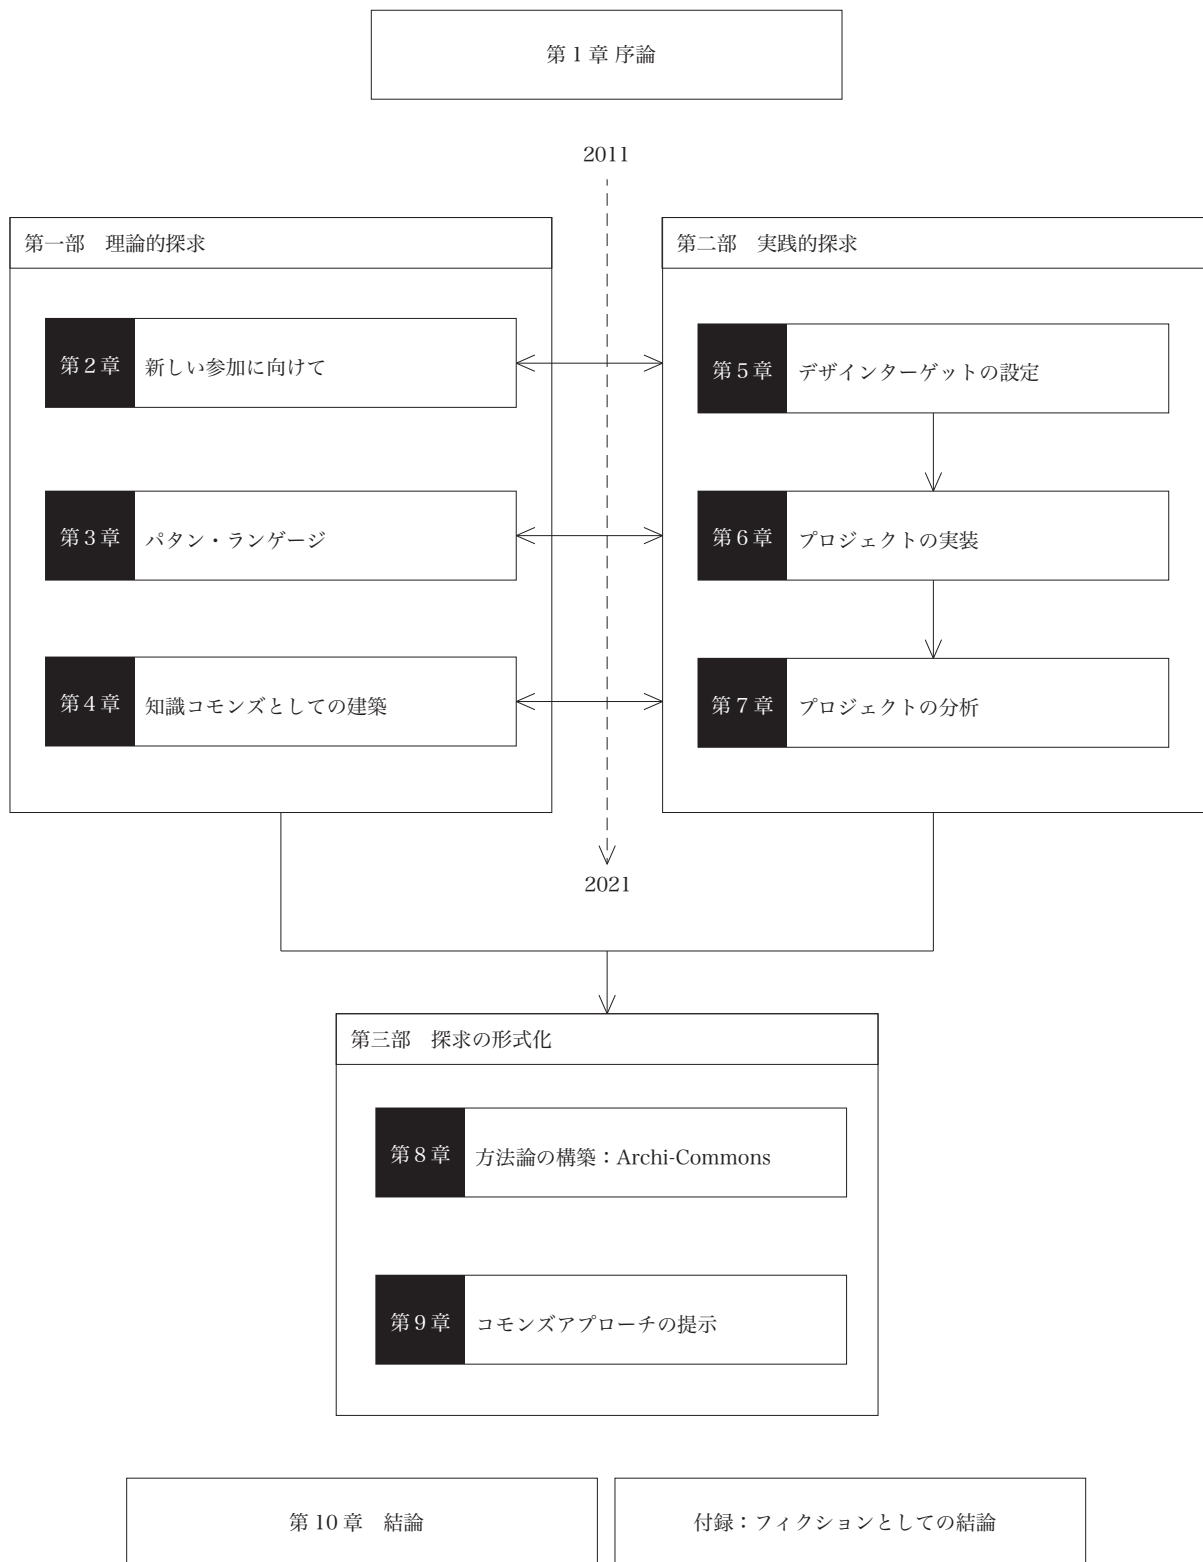 第1章 序論
2011
第一部　理論的探求
第2章 新しい参加に向けて
第3章 パタン・ランゲージ
第4章 知識コモンズとしての建築
第二部　実践的探求
第5章 デザインターゲットの設定
第6章 プロジェクトの実装
第7章 プロジェクトの分析
2021
第三部　探求の形式化
第8章 方法論の構築：Archi-Commons
第9章 コモンズアプローチの提示
第10章　結論
付録：フィクションとしての結論